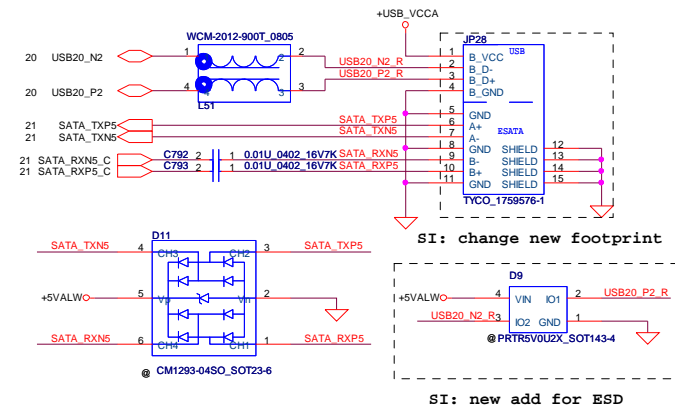 +USB_VCCA
WCM-2012-900T_0805
JP28
20 USB20_N2 1 2 USB20_N2_R 1 B_VCC USB
2 B_D-
USB20_P2_R 3 B_D+
20 USB20_P2 4 3 4 B_GND
2
3
L51
5 GND
21 SATA_TXP5 SATA_TXP5 6 A+
21 SATA_TXN5 SATA_TXN5 7 A- ESATA
8 GND SHIELD 12
21 SATA_RXN5_C C792 2 1 0.01U_0402_16V7K SATA_RXN5 9 B- SHIELD 13
21 SATA_RXP5_C C793 2 1 0.01U_0402_16V7K SATA_RXP5 10 B+ SHIELD 14
11 GND SHIELD 15
TYCO_1759576-1
SI: change new footprint
D11
SATA_TXN5 4 CH3 CH2 3 SATA_TXP5
+5VALW 5 Vp Vn 2
SATA_RXN5 6 CH4 CH1 1 SATA_RXP5
@ CM1293-04SO_SOT23-6
D9
+5VALW 4 VIN IO1 2 USB20_P2_R
USB20_N2_R 3 IO2 GND 1
@ PRTR5V0U2X_SOT143-4
SI: new add for ESD